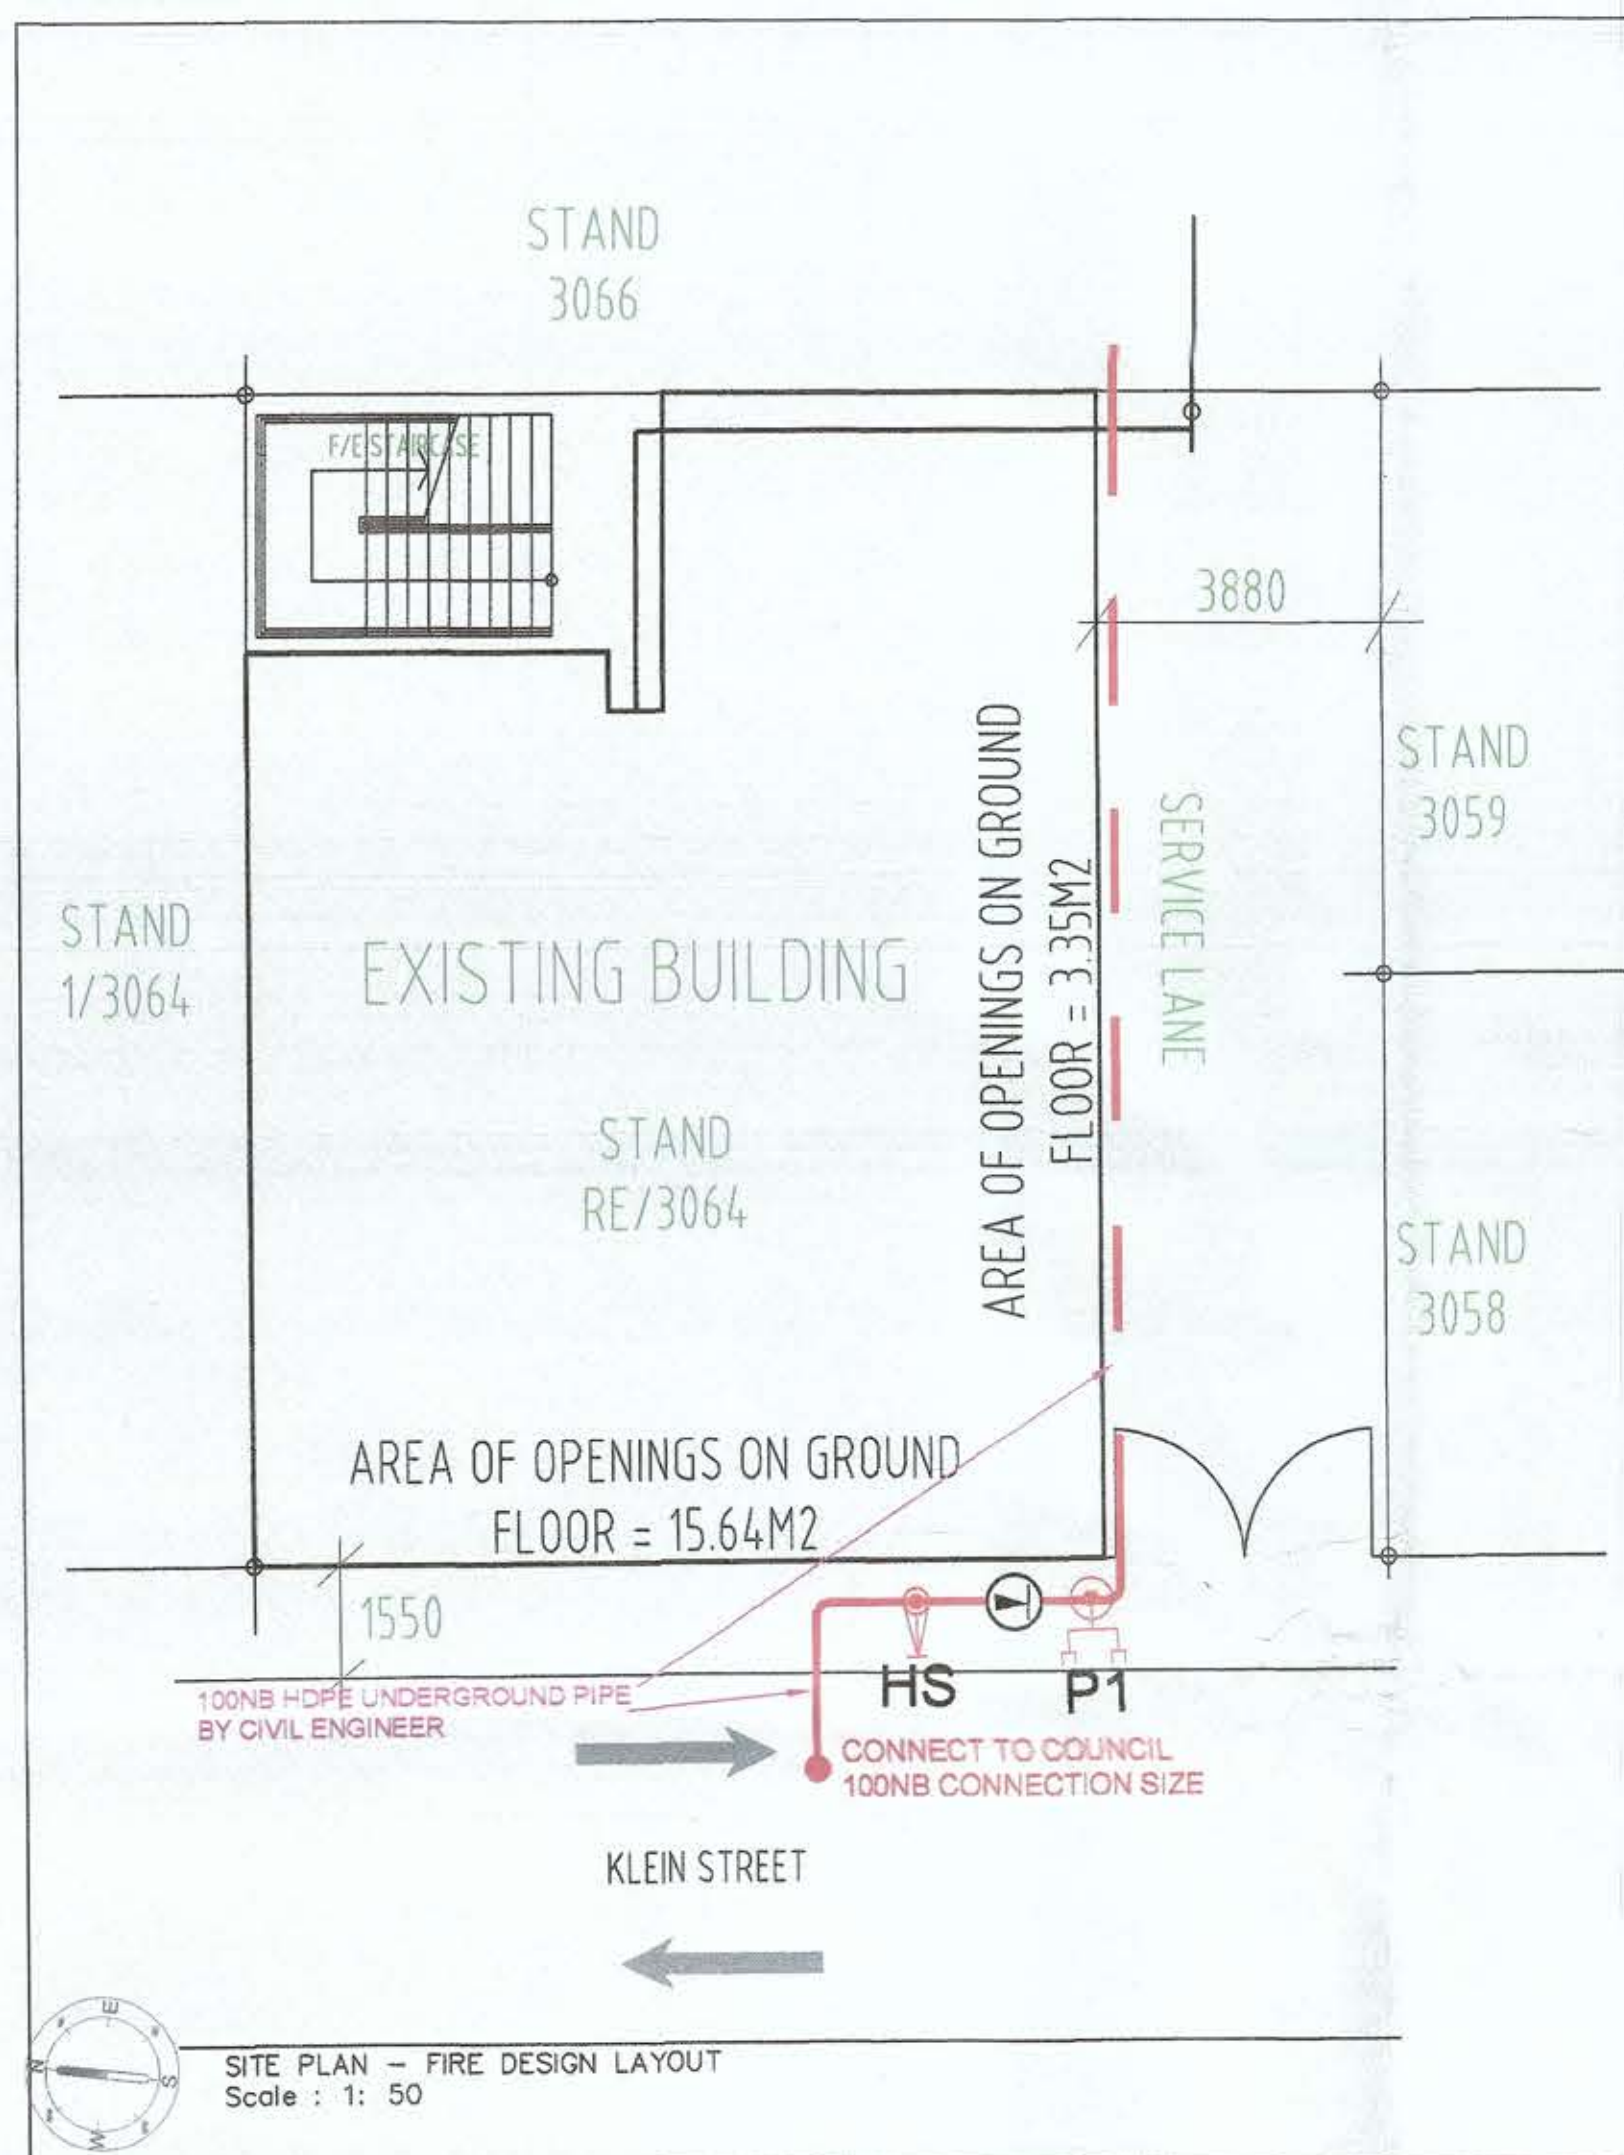 STAND
3066
F/E STAIRCASE
3880
STAND
3059
SERVICE LANE
AREA OF OPENINGS ON GROUND
FLOOR = 3.35M2
STAND
1/3064
EXISTING BUILDING
STAND
RE/3064
STAND
3058
AREA OF OPENINGS ON GROUND
FLOOR = 15.64M2
1550
HS
P1
100NB HDPE UNDERGROUND PIPE
BY CIVIL ENGINEER
CONNECT TO COUNCIL
100NB CONNECTION SIZE
KLEIN STREET
E
N
S
W
SITE PLAN – FIRE DESIGN LAYOUT
Scale : 1: 50